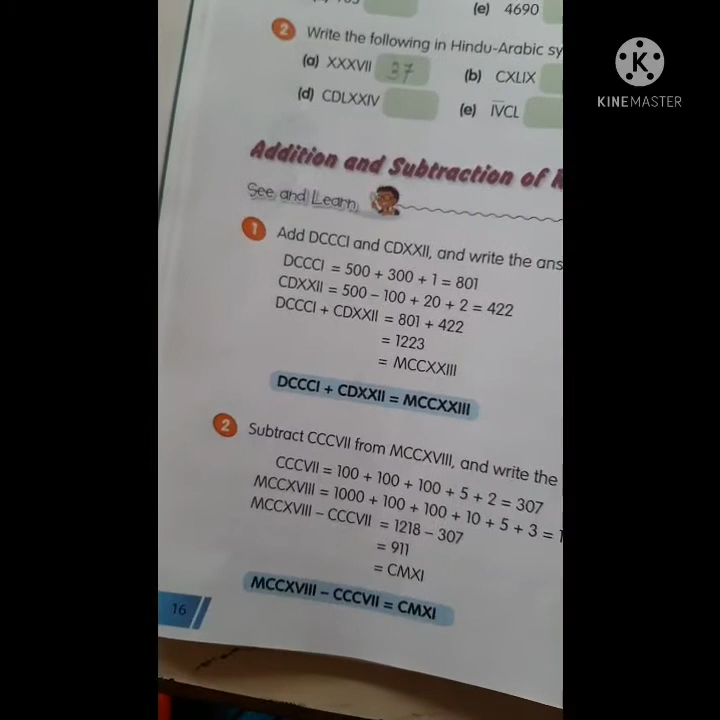 (e) 4690
2 Write the following in Hindu-Arabic sy
(a) XXXVII 37 (b) CXLIX
(d) CDLXXIV (e) I̅V̅CL
Addition and Subtraction of
See and Learn
1 Add DCCCI and CDXXII, and write the ans
DCCCI = 500 + 300 + 1 = 801
CDXXII = 500 – 100 + 20 + 2 = 422
DCCCI + CDXXII = 801 + 422
= 1223
= MCCXXIII
DCCCI + CDXXII = MCCXXIII
2 Subtract CCCVII from MCCXVIII, and write the
CCCVII = 100 + 100 + 100 + 5 + 2 = 307
MCCXVIII = 1000 + 100 + 100 + 10 + 5 + 3 = 1
MCCXVIII – CCCVII = 1218 – 307
= 911
= CMXI
MCCXVIII – CCCVII = CMXI
16
K
KINEMASTER